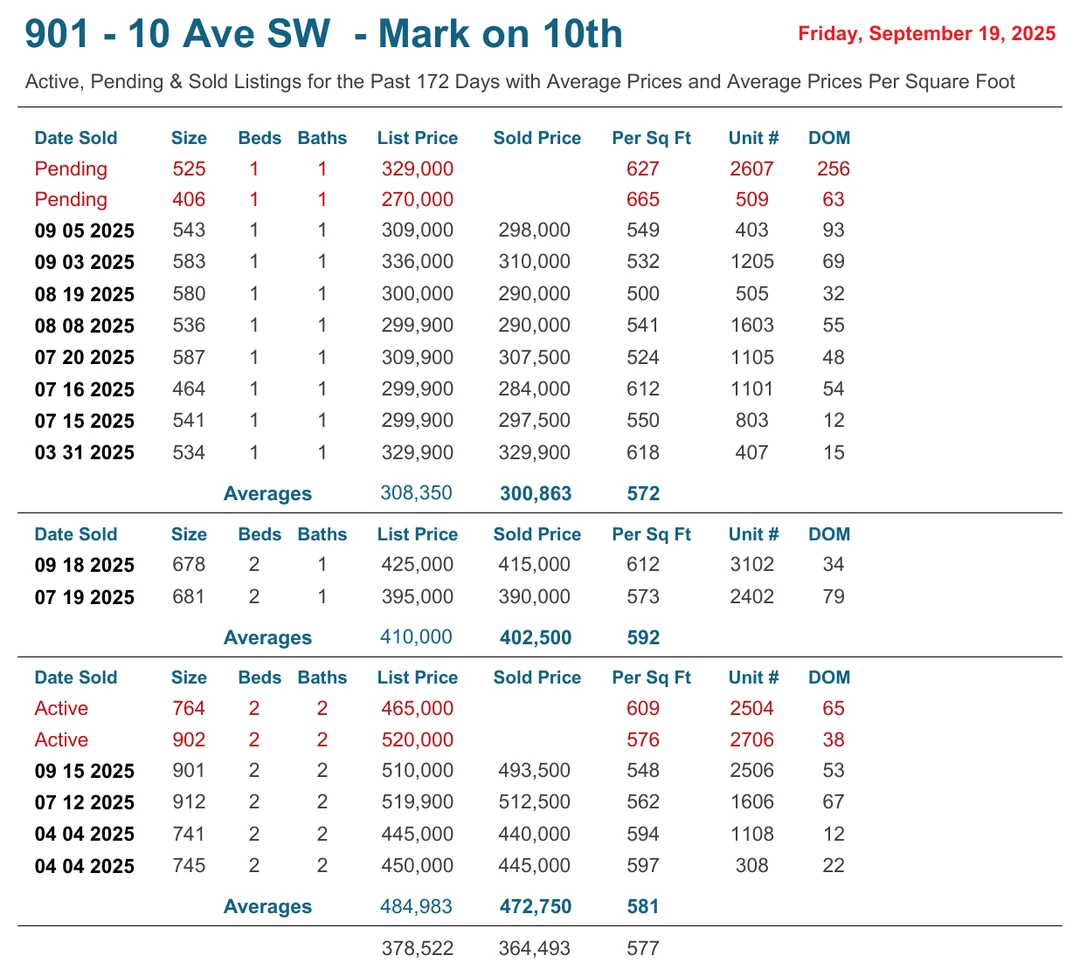 901 - 10 Ave SW - Mark on 10th Friday, September 19, 2025
Active, Pending & Sold Listings for the Past 172 Days with Average Prices and Average Prices Per Square Foot
Date Sold Size Beds Baths List Price Sold Price Per Sq Ft Unit # DOM
Pending 525 1 1 329,000 627 2607 256
Pending 406 1 1 270,000 665 509 63
09 05 2025 543 1 1 309,000 298,000 549 403 93
09 03 2025 583 1 1 336,000 310,000 532 1205 69
08 19 2025 580 1 1 300,000 290,000 500 505 32
08 08 2025 536 1 1 299,900 290,000 541 1603 55
07 20 2025 587 1 1 309,900 307,500 524 1105 48
07 16 2025 464 1 1 299,900 284,000 612 1101 54
07 15 2025 541 1 1 299,900 297,500 550 803 12
03 31 2025 534 1 1 329,900 329,900 618 407 15
Averages 308,350 300,863 572
Date Sold Size Beds Baths List Price Sold Price Per Sq Ft Unit # DOM
09 18 2025 678 2 1 425,000 415,000 612 3102 34
07 19 2025 681 2 1 395,000 390,000 573 2402 79
Averages 410,000 402,500 592
Date Sold Size Beds Baths List Price Sold Price Per Sq Ft Unit # DOM
Active 764 2 2 465,000 609 2504 65
Active 902 2 2 520,000 576 2706 38
09 15 2025 901 2 2 510,000 493,500 548 2506 53
07 12 2025 912 2 2 519,900 512,500 562 1606 67
04 04 2025 741 2 2 445,000 440,000 594 1108 12
04 04 2025 745 2 2 450,000 445,000 597 308 22
Averages 484,983 472,750 581
378,522 364,493 577